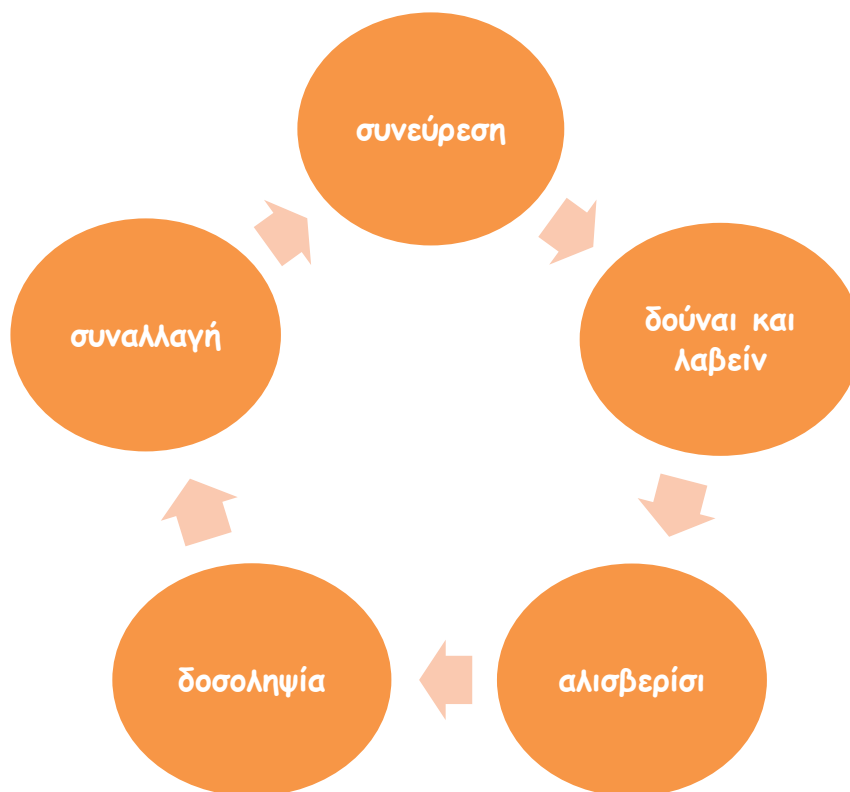 συνεύρεση
δούναι και
λαβείν
αλισβερίσι
δοσοληψία
συναλλαγή